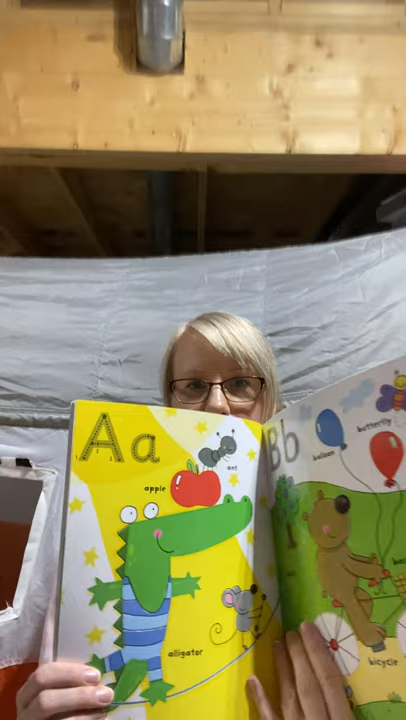 Aa
ant
apple
alligator
Bb
butterfly
balloon
bicycle